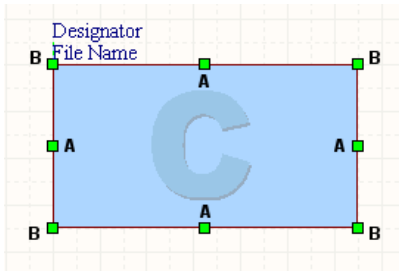 Designator
B File Name B
A
A C A
A
B B